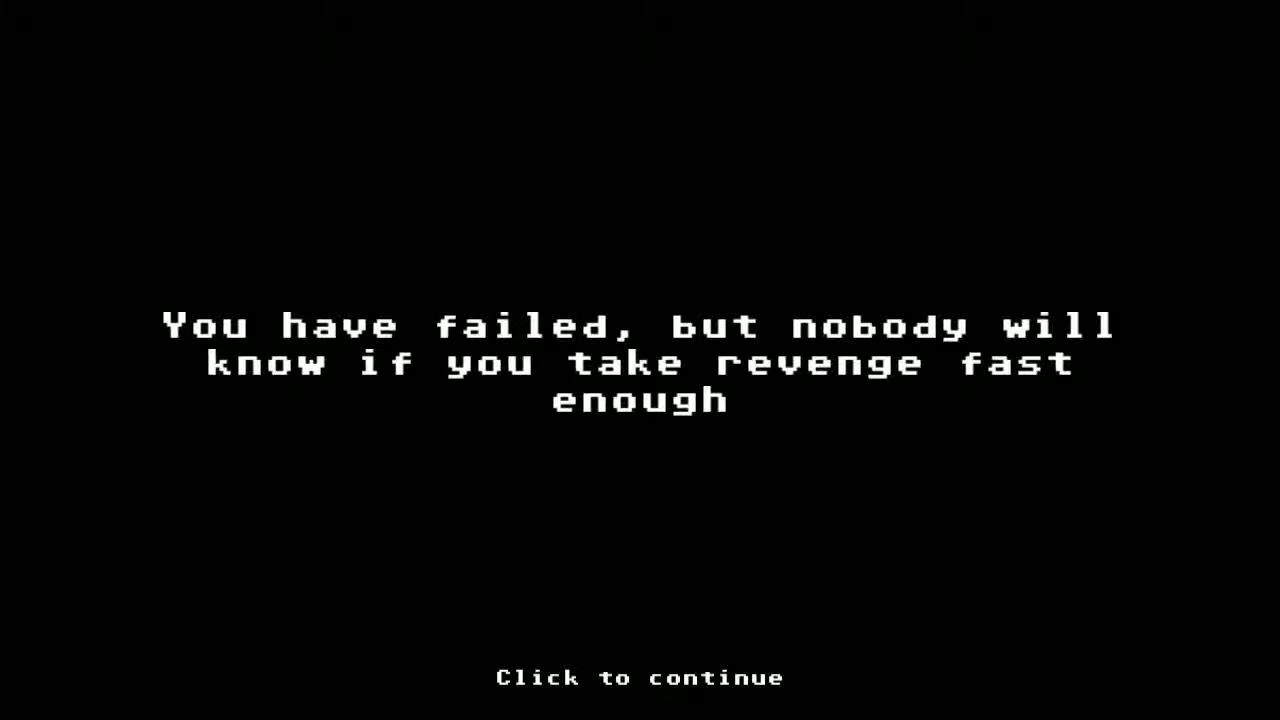 You have failed, but nobody will
know if you take revenge fast
enough
Click to continue